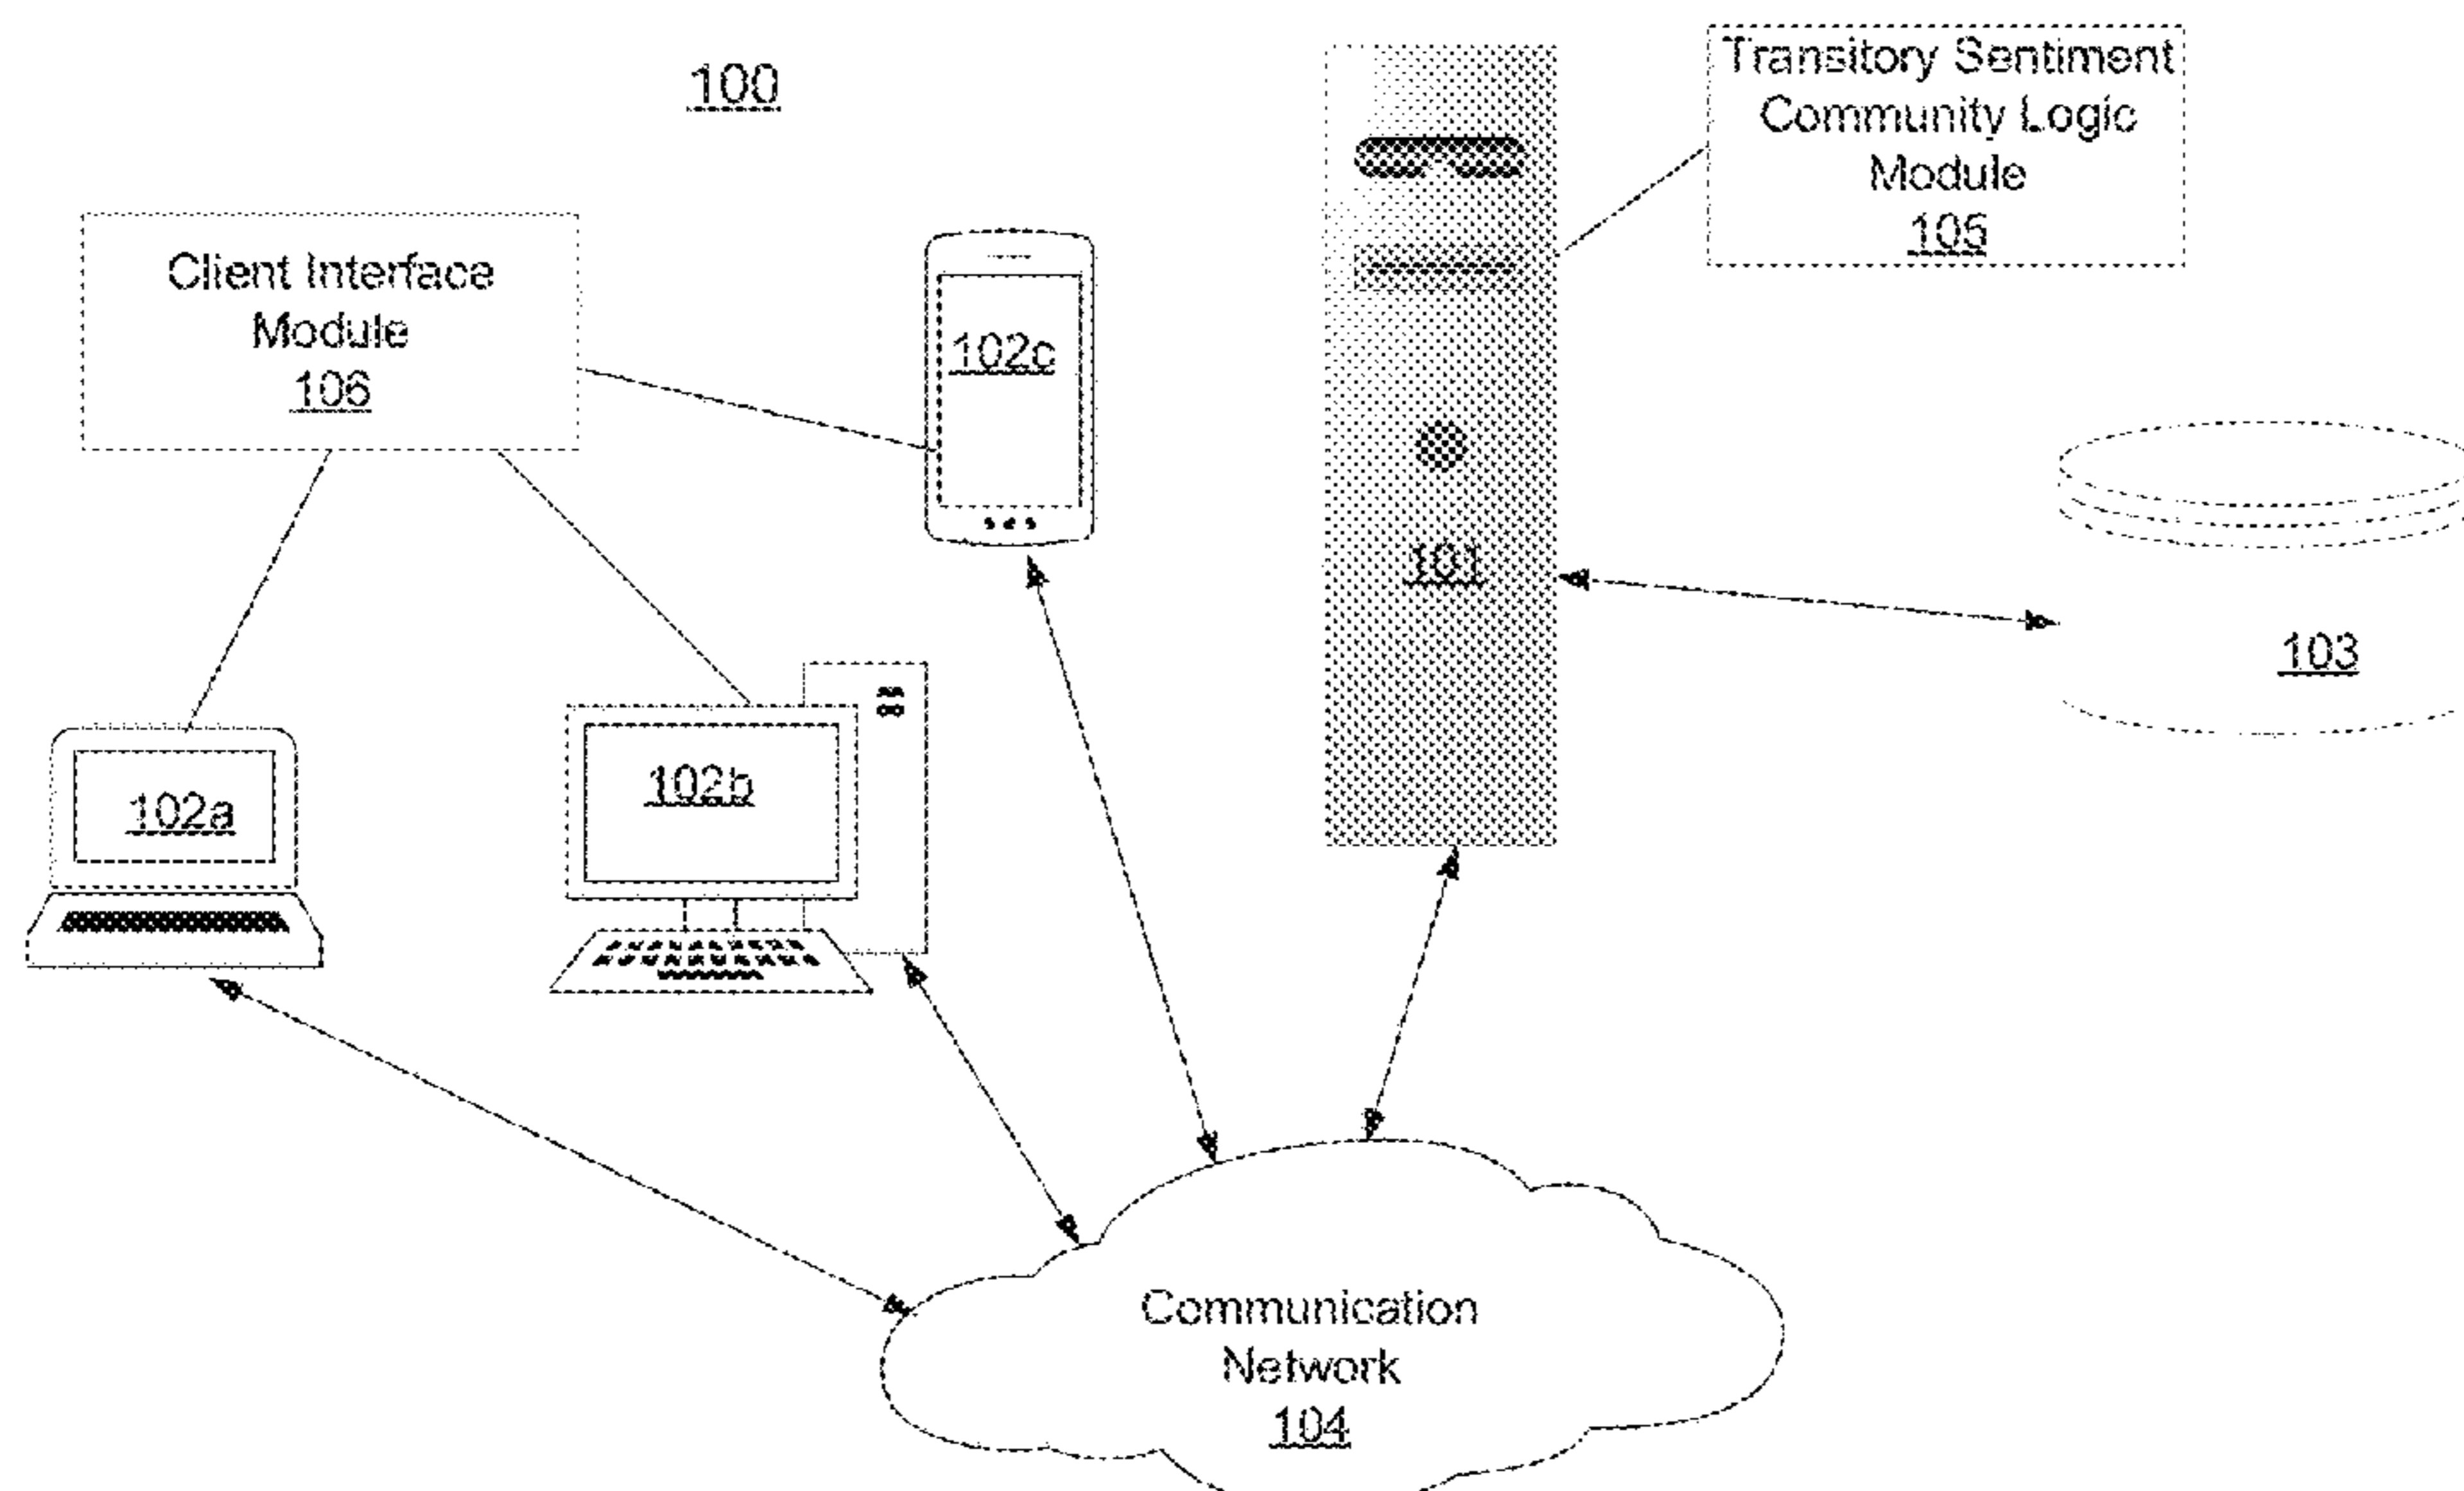 100
Transitory Sentiment
Community Logic
Module
105
Client Interface
Module
106
102c
101
103
102a
102b
Communication
Network
104